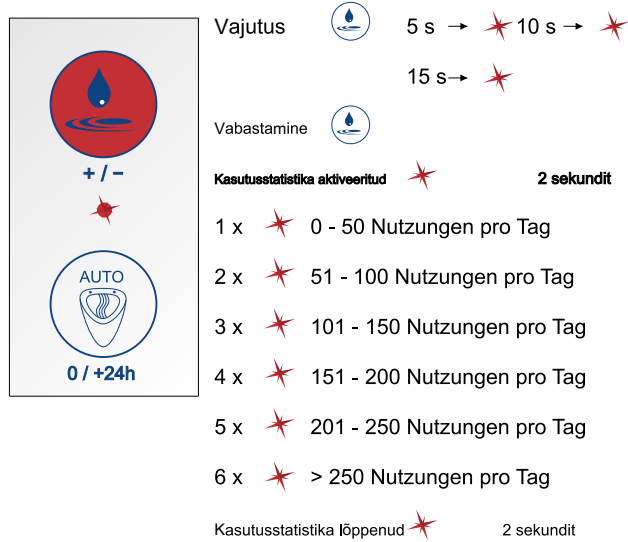 + / −
AUTO
0 / +24h
Vajutus 5 s → 10 s →
15 s→
Vabastamine
Kasutusstatistika aktiveeritud 2 sekundit
1 x 0 - 50 Nutzungen pro Tag
2 x 51 - 100 Nutzungen pro Tag
3 x 101 - 150 Nutzungen pro Tag
4 x 151 - 200 Nutzungen pro Tag
5 x 201 - 250 Nutzungen pro Tag
6 x > 250 Nutzungen pro Tag
Kasutusstatistika lõppenud 2 sekundit